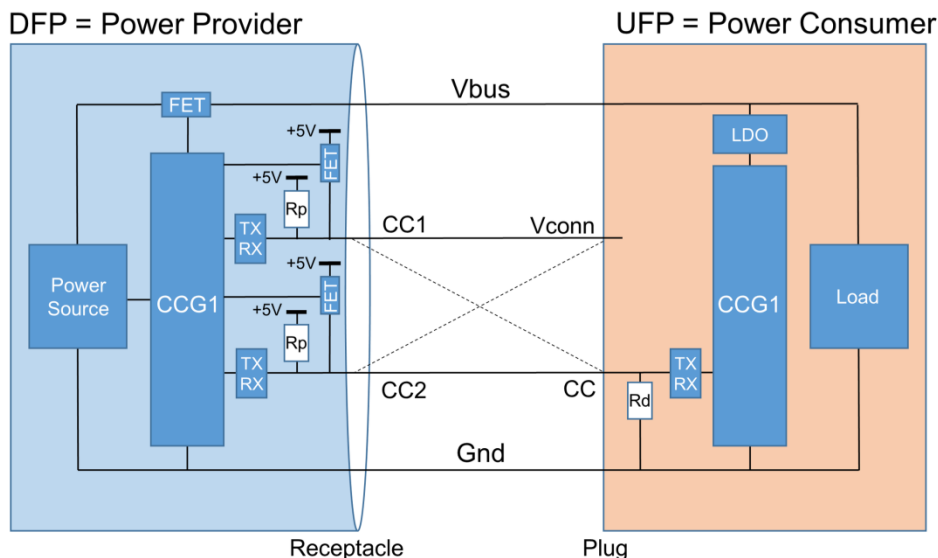 DFP = Power Provider
UFP = Power Consumer
Vbus
FET
LDO
+5V
FET
+5V
Rp
TX
RX
CC1
Vconn
+5V
FET
Power
Source
CCG1
CCG1
Load
+5V
Rp
TX
RX
TX
RX
CC2
CC
Rd
Gnd
Receptacle
Plug